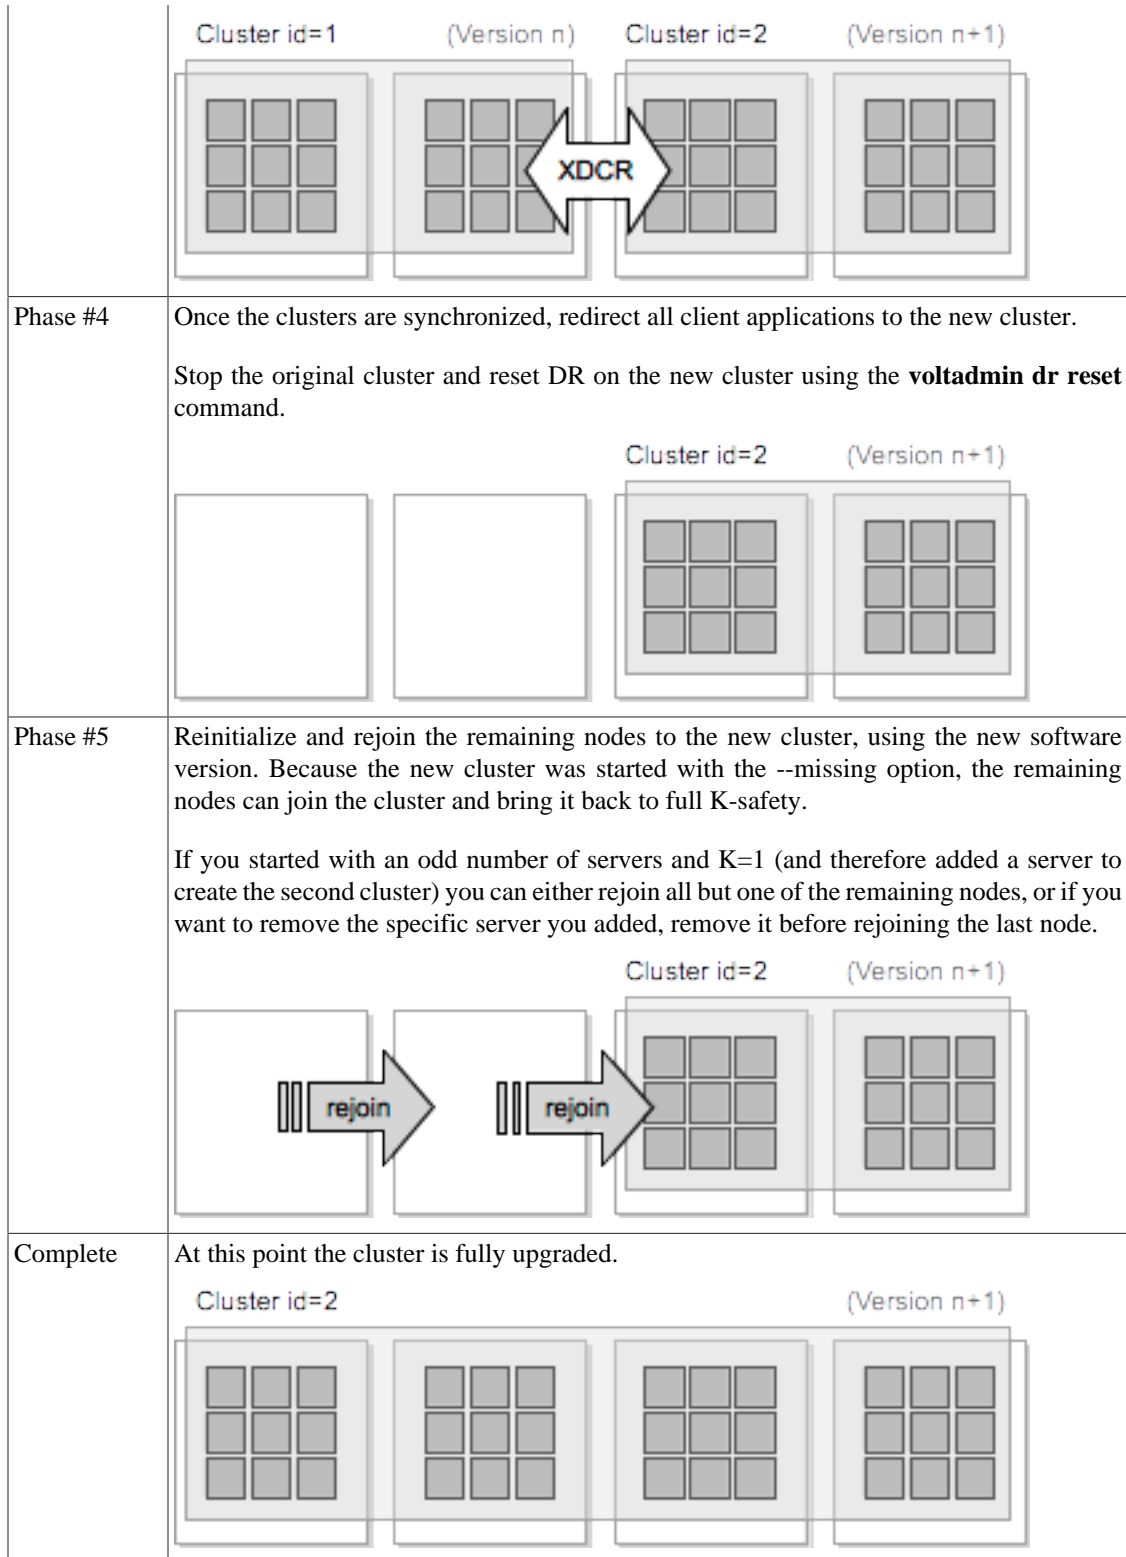 Cluster id=1 (Version n) Cluster id=2 (Version n+1)
XDCR
Phase #4 Once the clusters are synchronized, redirect all client applications to the new cluster.
Stop the original cluster and reset DR on the new cluster using the voltadmin dr reset
command.
Cluster id=2 (Version n+1)
Phase #5 Reinitialize and rejoin the remaining nodes to the new cluster, using the new software
version. Because the new cluster was started with the --missing option, the remaining
nodes can join the cluster and bring it back to full K-safety.
If you started with an odd number of servers and K=1 (and therefore added a server to
create the second cluster) you can either rejoin all but one of the remaining nodes, or if you
want to remove the specific server you added, remove it before rejoining the last node.
Cluster id=2 (Version n+1)
rejoin rejoin
Complete At this point the cluster is fully upgraded.
Cluster id=2 (Version n+1)